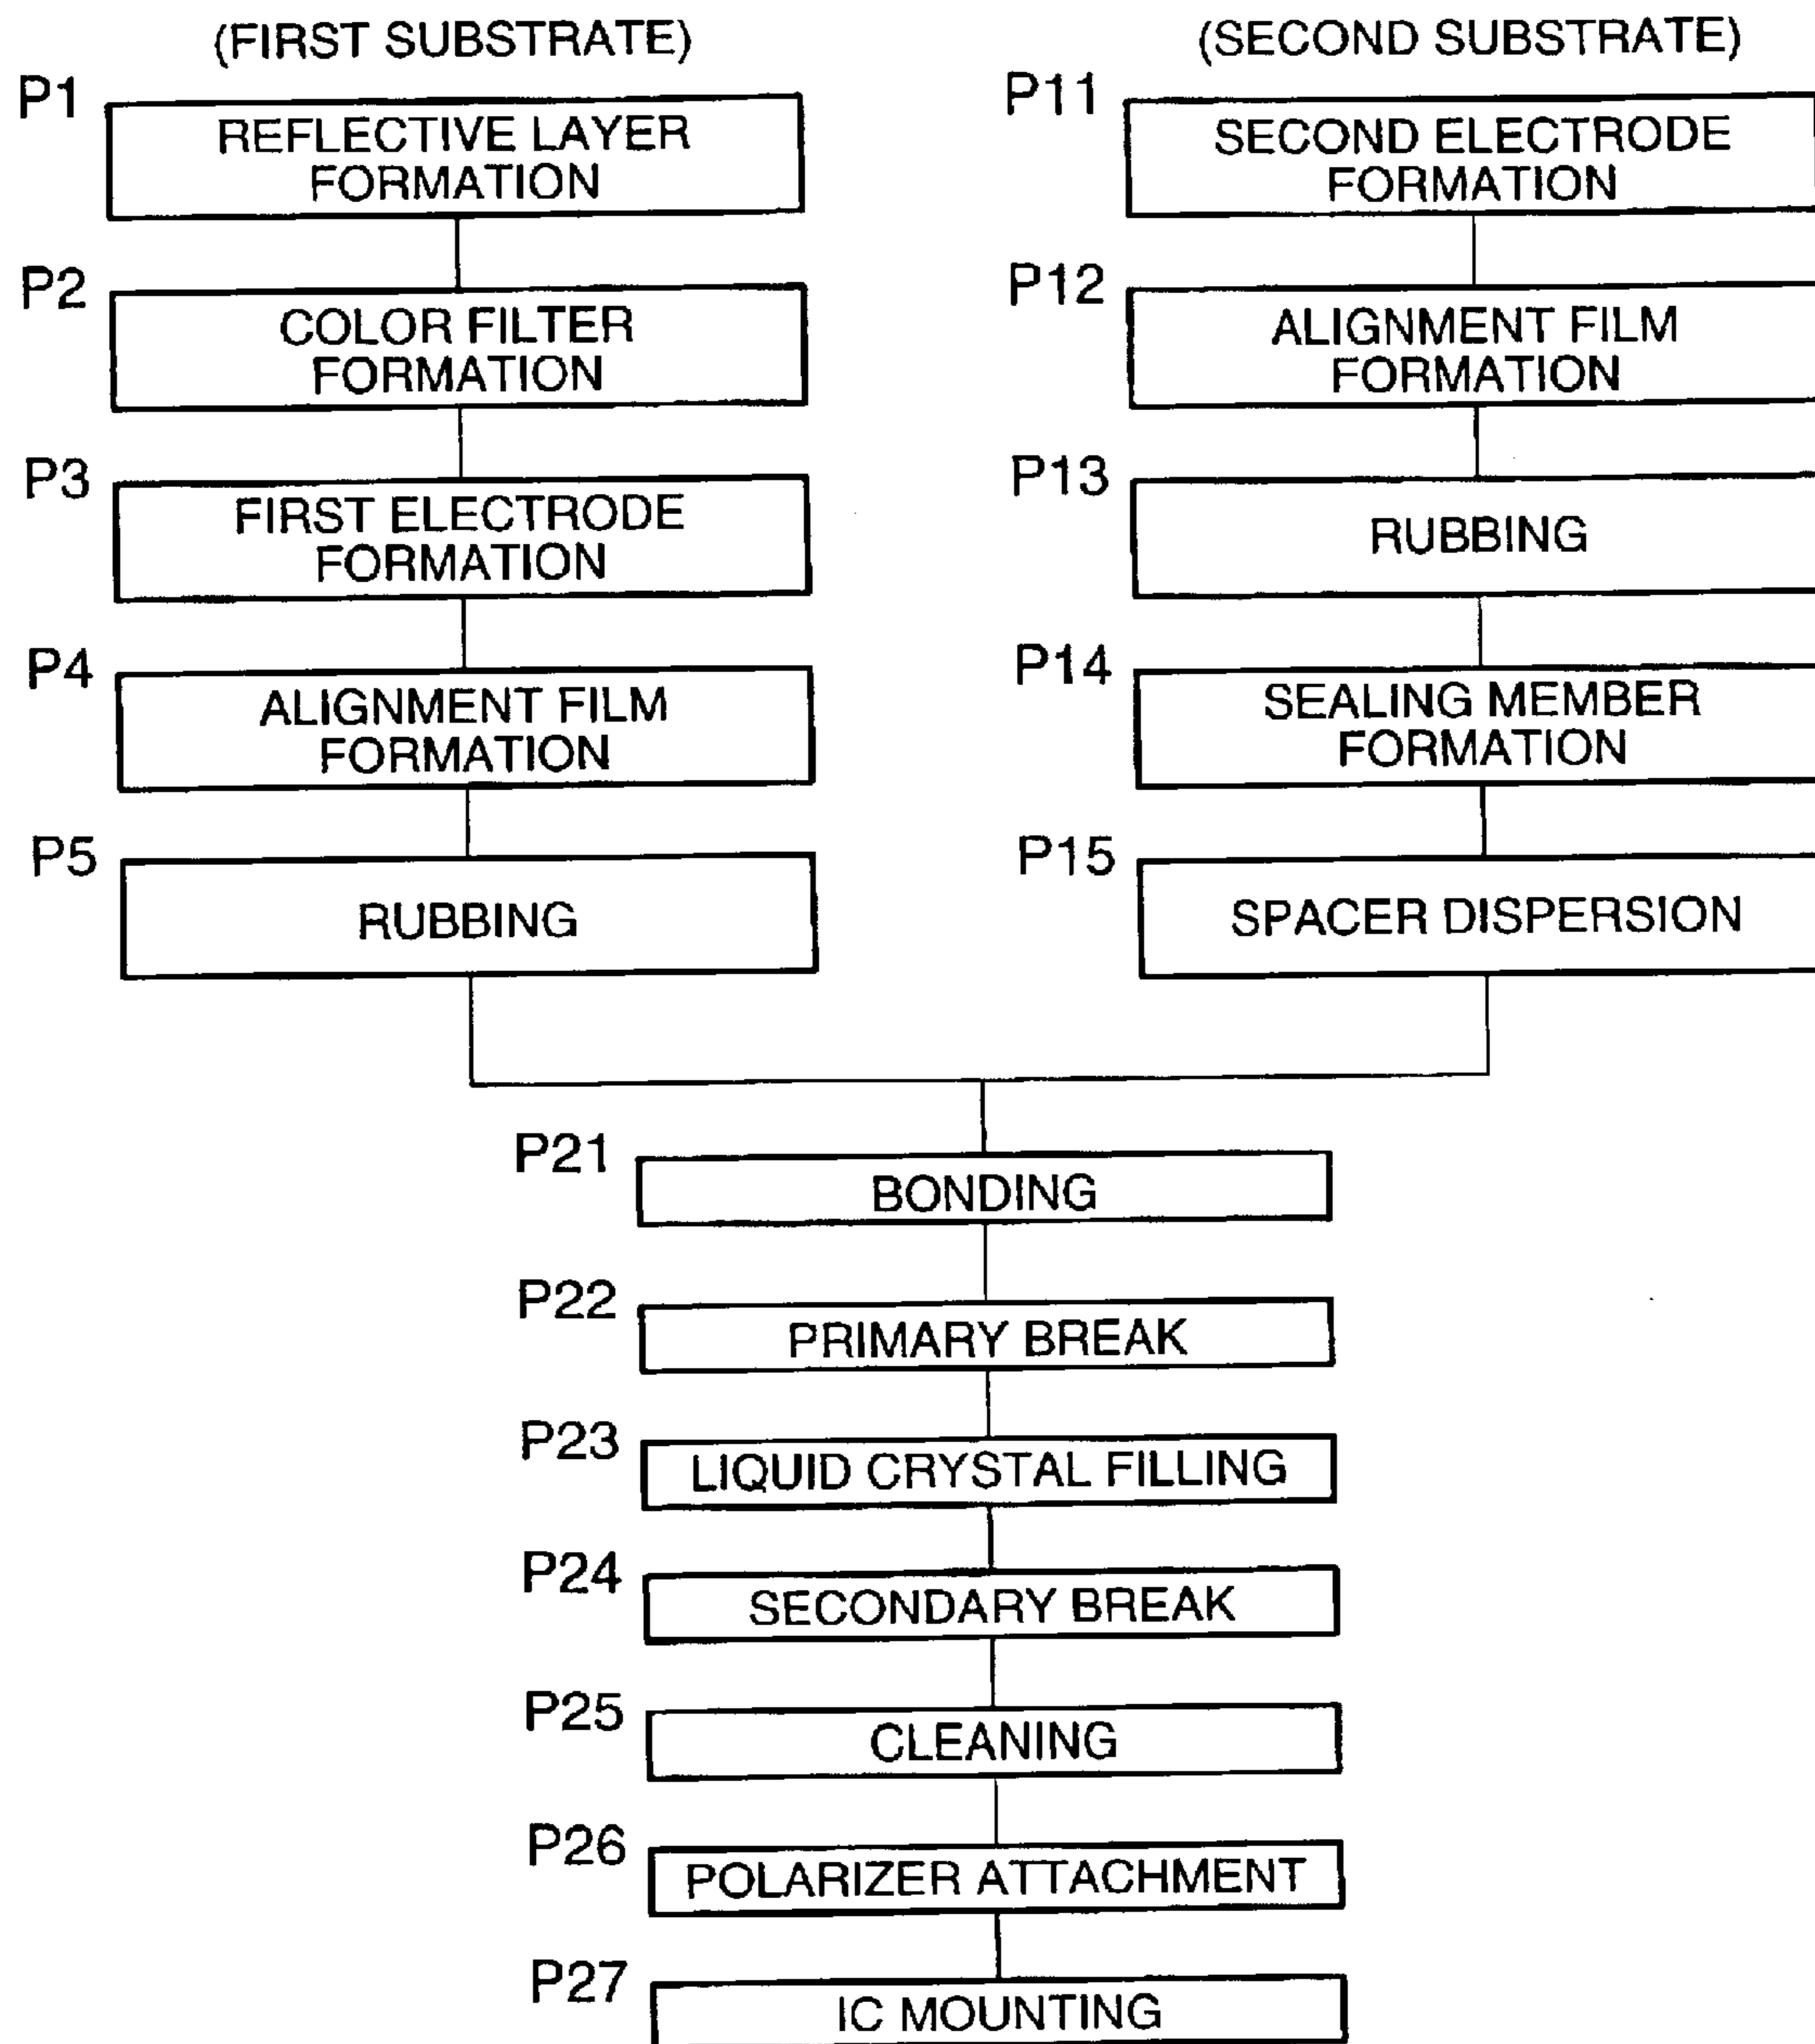 (FIRST SUBSTRATE)
P1
REFLECTIVE LAYER
FORMATION
P2
COLOR FILTER
FORMATION
P3
FIRST ELECTRODE
FORMATION
P4
ALIGNMENT FILM
FORMATION
P5
RUBBING
(SECOND SUBSTRATE)
P11
SECOND ELECTRODE
FORMATION
P12
ALIGNMENT FILM
FORMATION
P13
RUBBING
P14
SEALING MEMBER
FORMATION
P15
SPACER DISPERSION
P21
BONDING
P22
PRIMARY BREAK
P23
LIQUID CRYSTAL FILLING
P24
SECONDARY BREAK
P25
CLEANING
P26
POLARIZER ATTACHMENT
P27
IC MOUNTING